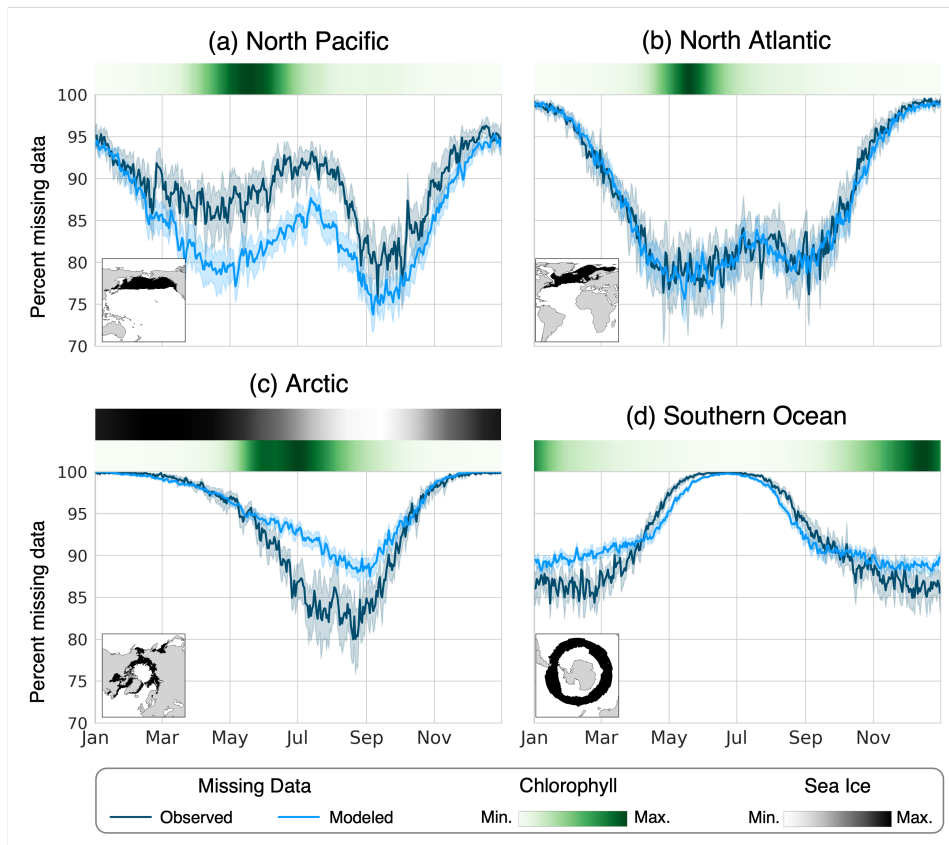 (a) North Pacific
(b) North Atlantic
Percent missing data
100
95
90
85
80
75
70
(c) Arctic
(d) Southern Ocean
Percent missing data
100
95
90
85
80
75
70
Jan Mar May Jul Sep Nov
Jan Mar May Jul Sep Nov
Missing Data Chlorophyll Sea Ice
Observed Modeled Min. Max. Min. Max.